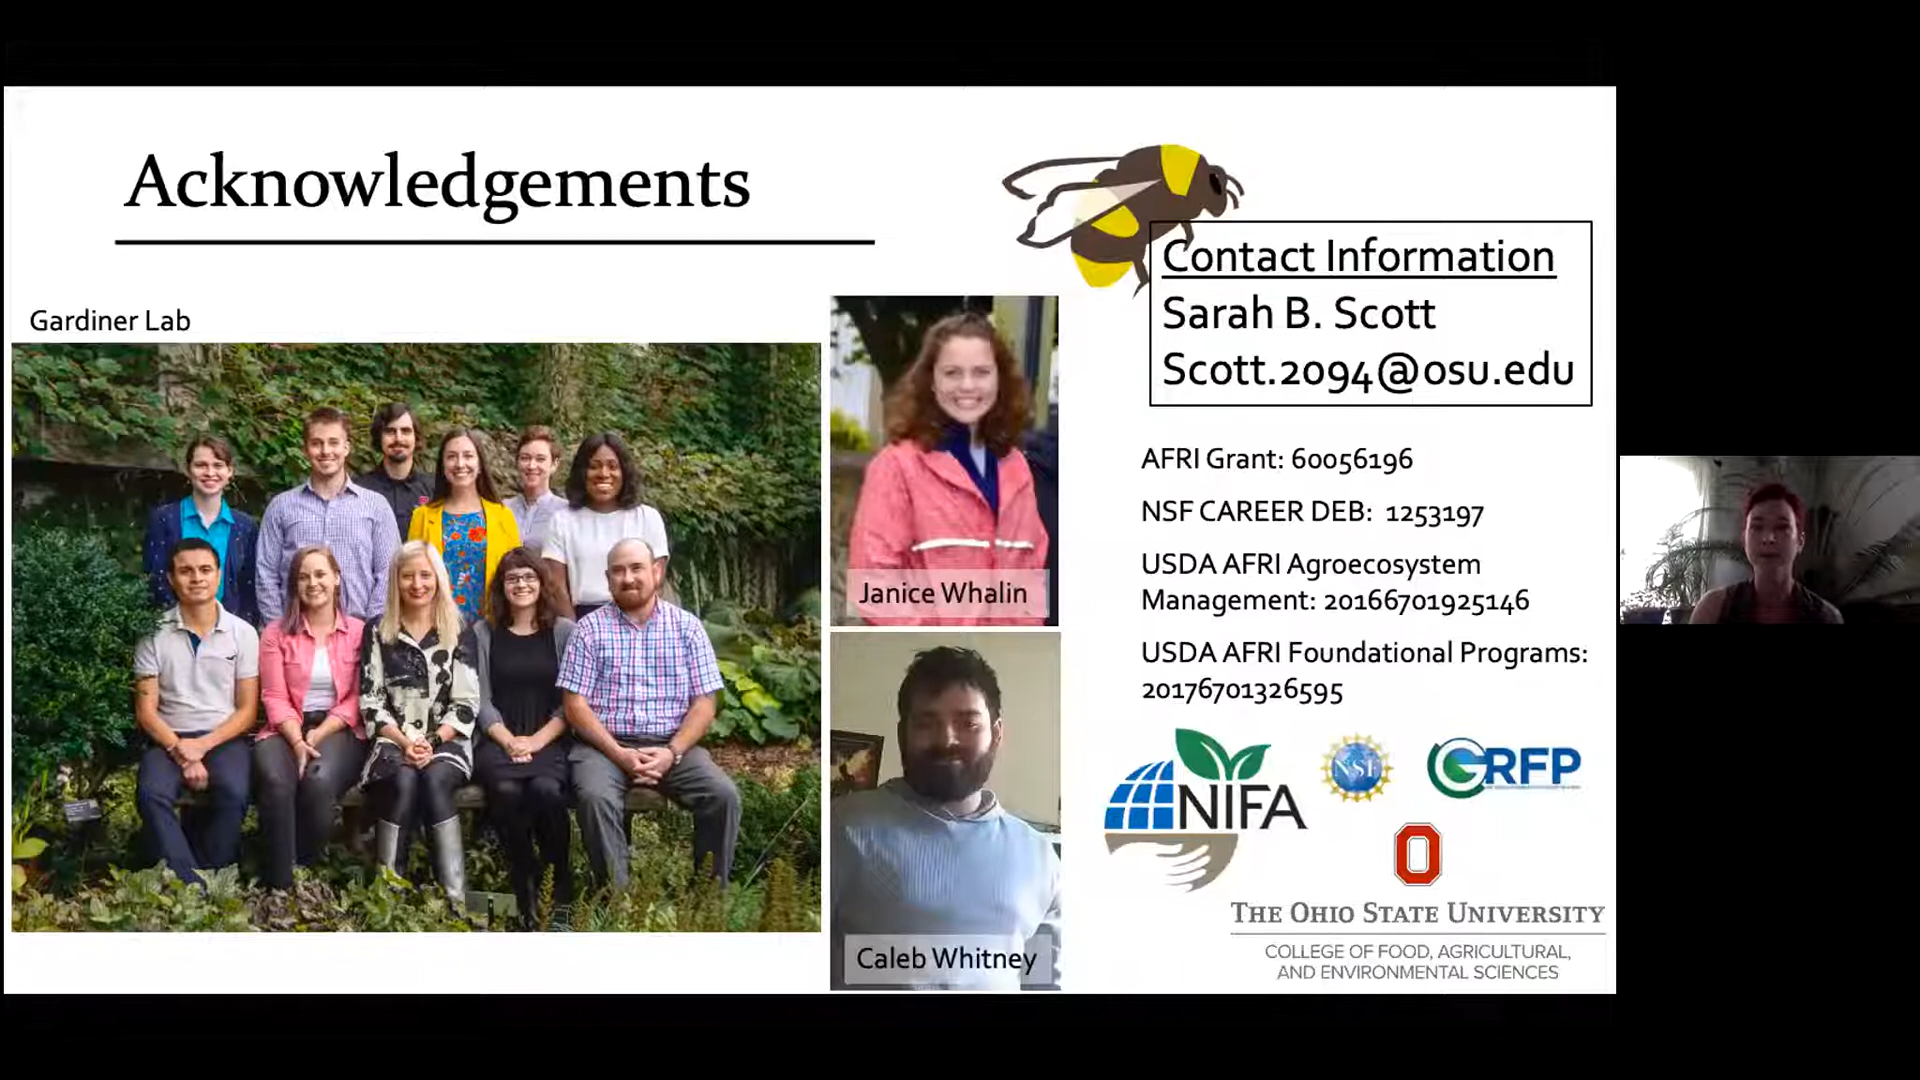 Acknowledgements
Gardiner Lab
Janice Whalin
Caleb Whitney
Contact Information
Sarah B. Scott
Scott.2094@osu.edu
AFRI Grant: 60056196
NSF CAREER DEB: 1253197
USDA AFRI Agroecosystem
Management: 20166701925146
USDA AFRI Foundational Programs:
20176701326595
NIFA
NSF
GRFP
THE OHIO STATE UNIVERSITY
COLLEGE OF FOOD, AGRICULTURAL,
AND ENVIRONMENTAL SCIENCES